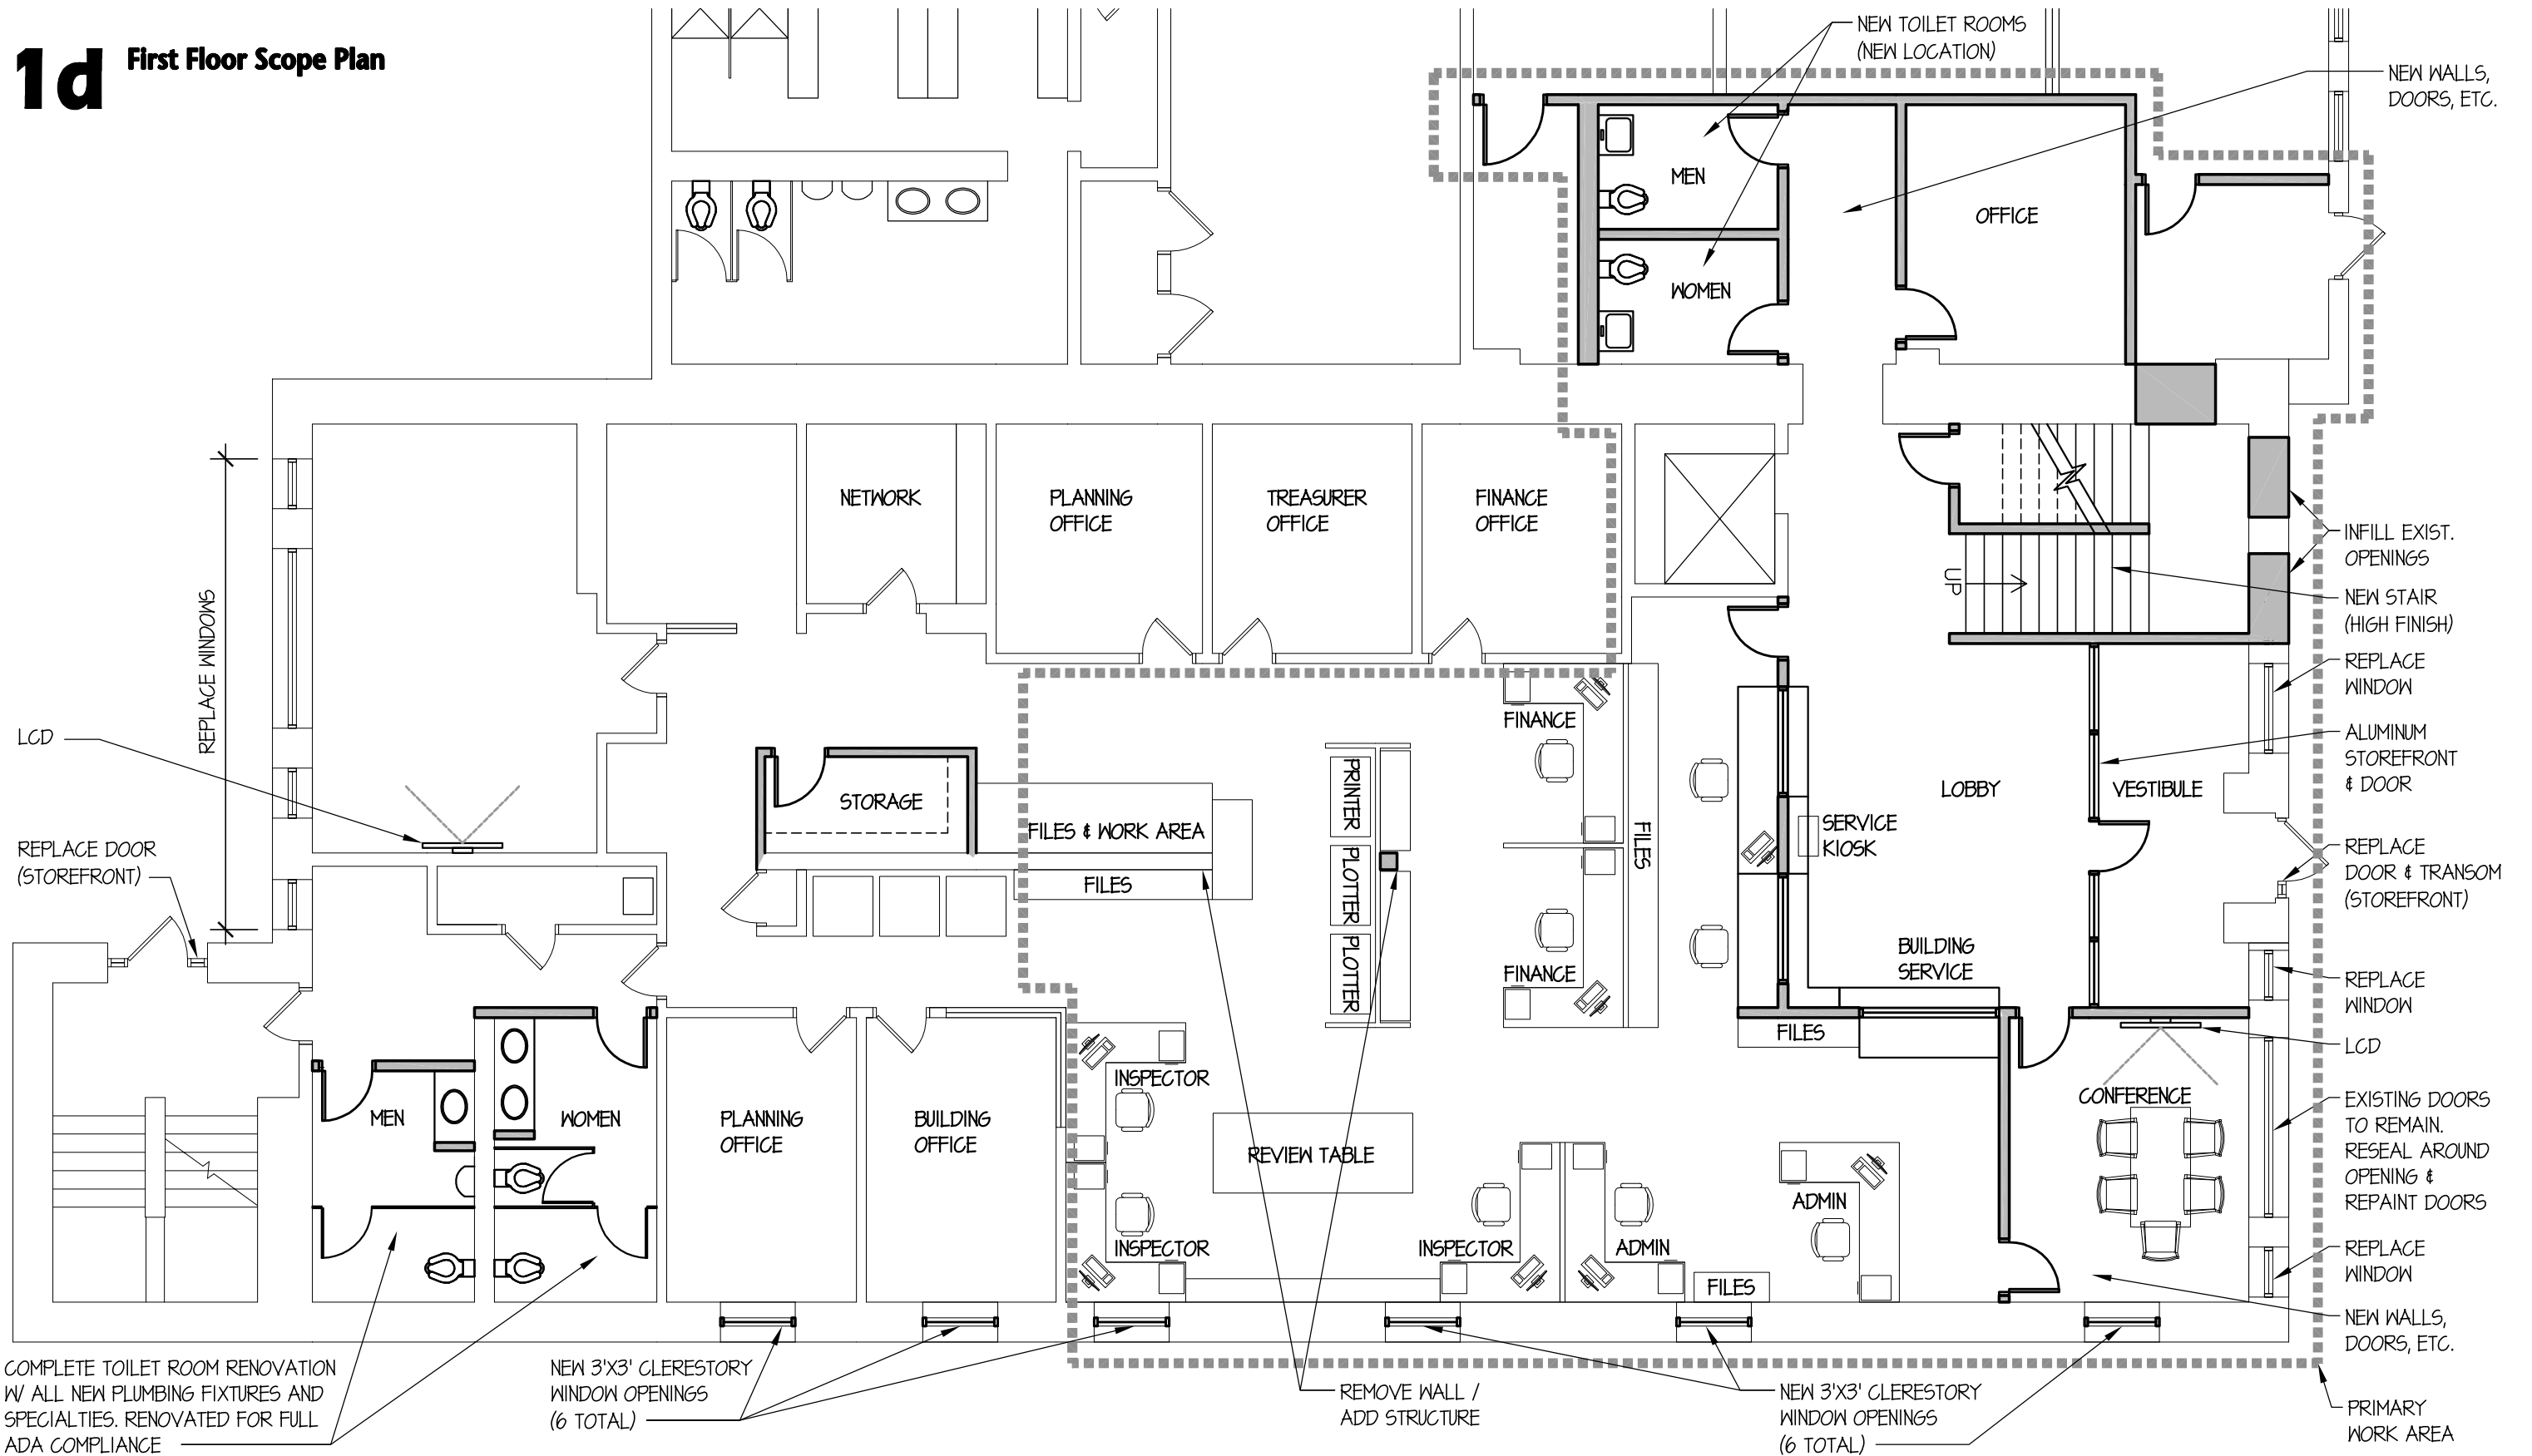 1d First Floor Scope Plan
NEW TOILET ROOMS
(NEW LOCATION)
NEW WALLS,
DOORS, ETC.
MEN
OFFICE
WOMEN
NETWORK
PLANNING
OFFICE
TREASURER
OFFICE
FINANCE
OFFICE
INFILL EXIST.
OPENINGS
UP
NEW STAIR
(HIGH FINISH)
REPLACE WINDOWS
REPLACE
WINDOW
LCD
FINANCE
ALUMINUM
STOREFRONT
& DOOR
STORAGE
PRINTER
LOBBY
VESTIBULE
FILES & WORK AREA
FILES
SERVICE
KIOSK
REPLACE DOOR
(STOREFRONT)
REPLACE
DOOR & TRANSOM
(STOREFRONT)
FILES
PLOTTER
PLOTTER
BUILDING
SERVICE
FINANCE
REPLACE
WINDOW
FILES
LCD
INSPECTOR
CONFERENCE
EXISTING DOORS
TO REMAIN.
RESEAL AROUND
OPENING &
REPAINT DOORS
MEN
WOMEN
PLANNING
OFFICE
BUILDING
OFFICE
REVIEW TABLE
ADMIN
INSPECTOR
INSPECTOR
ADMIN
REPLACE
WINDOW
FILES
NEW WALLS,
DOORS, ETC.
COMPLETE TOILET ROOM RENOVATION
W/ ALL NEW PLUMBING FIXTURES AND
SPECIALTIES. RENOVATED FOR FULL
ADA COMPLIANCE
NEW 3'X3' CLERESTORY
WINDOW OPENINGS
(6 TOTAL)
REMOVE WALL /
ADD STRUCTURE
NEW 3'X3' CLERESTORY
WINDOW OPENINGS
(6 TOTAL)
PRIMARY
WORK AREA